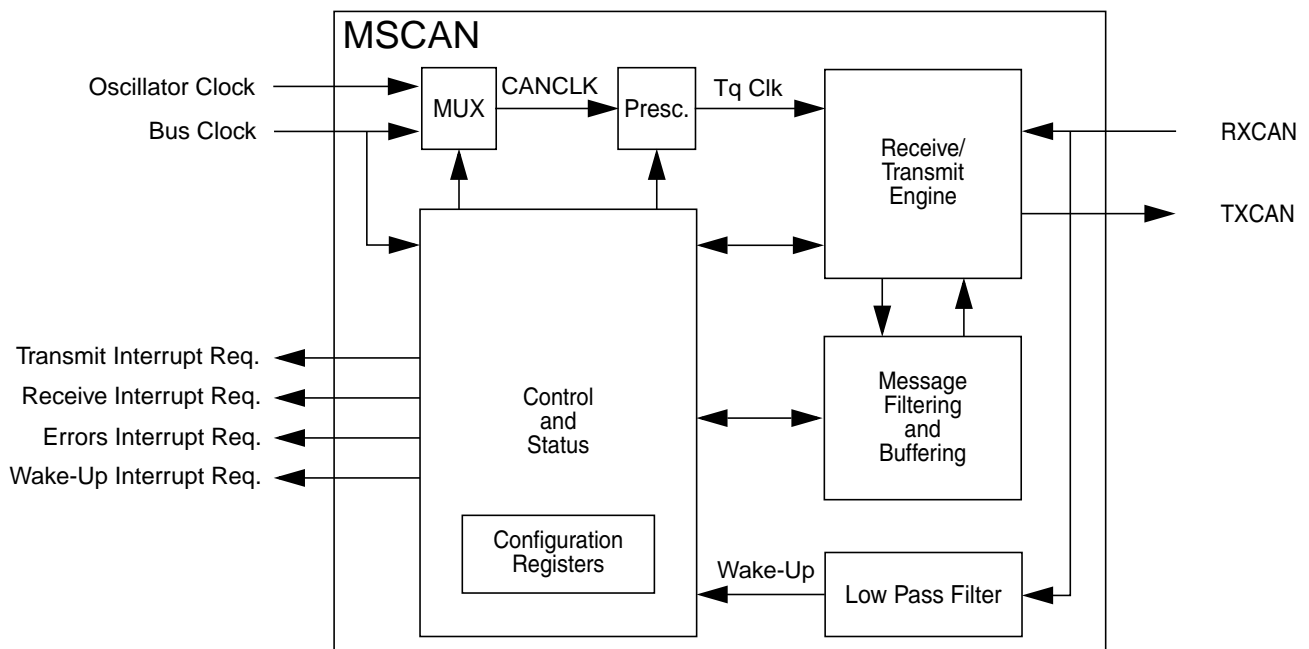 MSCAN
Oscillator Clock
Bus Clock
MUX
CANCLK
Presc.
Tq Clk
Receive/
Transmit
Engine
RXCAN
TXCAN
Transmit Interrupt Req.
Receive Interrupt Req.
Errors Interrupt Req.
Wake-Up Interrupt Req.
Control
and
Status
Message
Filtering
and
Buffering
Configuration
Registers
Wake-Up
Low Pass Filter